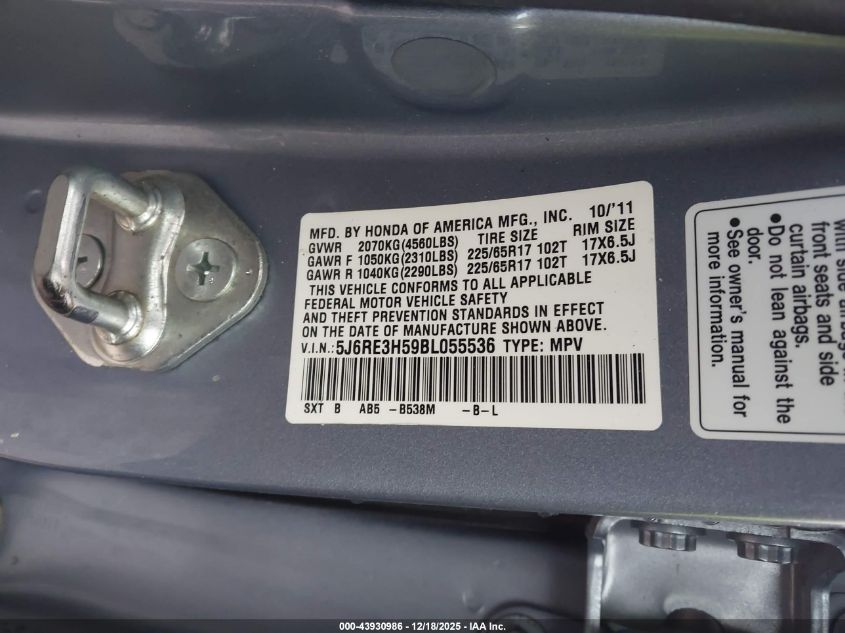 MFD. BY HONDA OF AMERICA MFG., INC. 10/'11
GVWR 2070KG(4560LBS) TIRE SIZE RIM SIZE
GAWR F 1050KG(2310LBS) 225/65R17 102T 17X6.5J
GAWR R 1040KG(2290LBS) 225/65R17 102T 17X6.5J
THIS VEHICLE CONFORMS TO ALL APPLICABLE
FEDERAL MOTOR VEHICLE SAFETY
AND THEFT PREVENTION STANDARDS IN EFFECT
ON THE DATE OF MANUFACTURE SHOWN ABOVE.
V.I.N.: 5J6RE3H59BL055536 TYPE: MPV
SXT B AB5 -B538M -B-L
with side airbag
front seats and side
curtain airbags.
•Do not lean against the
door.
•See owner's manual for
more information.
000-43930986 - 12/18/2025 - IAA Inc.